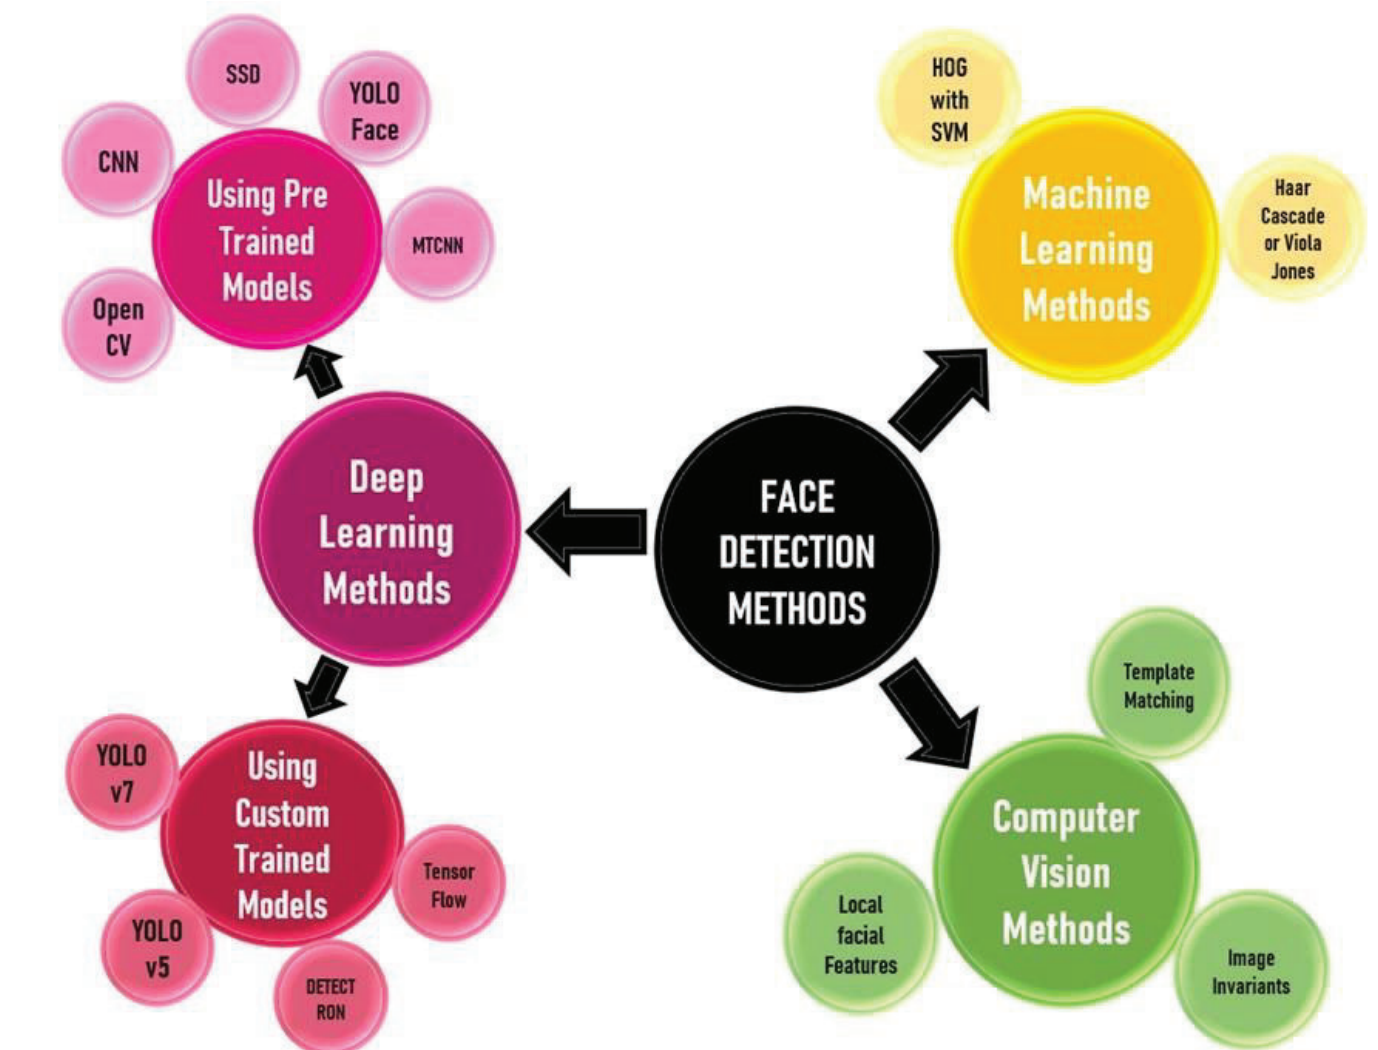 SSD
YOLO
Face
CNN
Using Pre
Trained
Models
MTCNN
Open
CV
HOG
with
SVM
Machine
Learning
Methods
Haar
Cascade
or Viola
Jones
Deep
Learning
Methods
FACE
DETECTION
METHODS
YOLO
v7
Using
Custom
Trained
Models
Tensor
Flow
YOLO
v5
DETECT
RON
Template
Matching
Computer
Vision
Methods
Local
facial
Features
Image
Invariants